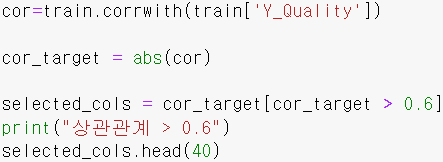 cor=train.corrwith(train['Y_Quality'])
cor_target = abs(cor)
selected_cols = cor_target[cor_target > 0.6]
print("상관관계 > 0.6")
selected_cols.head(40)